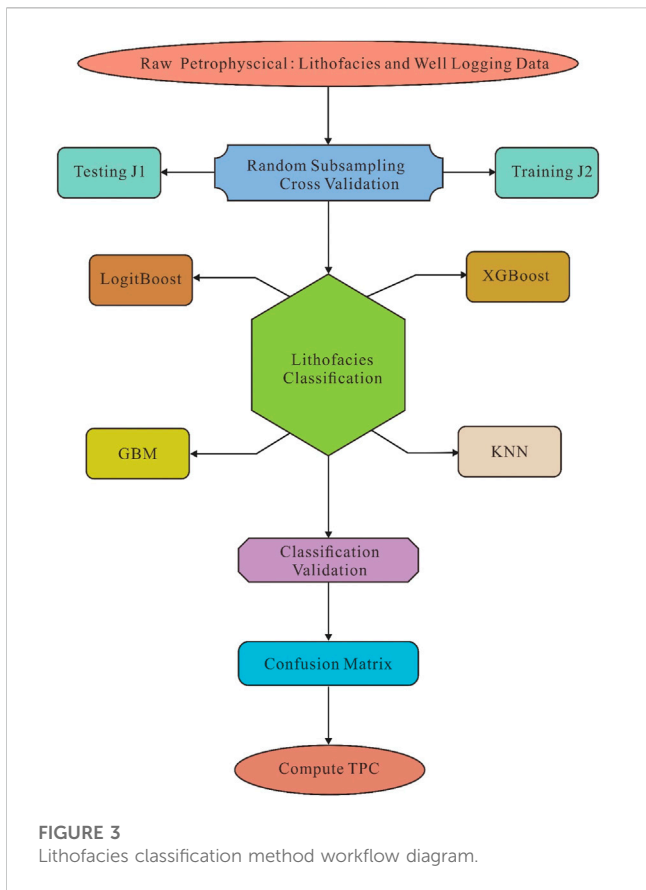 Raw Petrophyscical: Lithofacies and Well Logging Data
Testing J1
Random Subsampling
Cross Validation
Training J2
LogitBoost
XGBoost
Lithofacies
Classification
GBM
KNN
Classification
Validation
Confusion Matrix
Compute TPC
FIGURE 3
Lithofacies classification method workflow diagram.